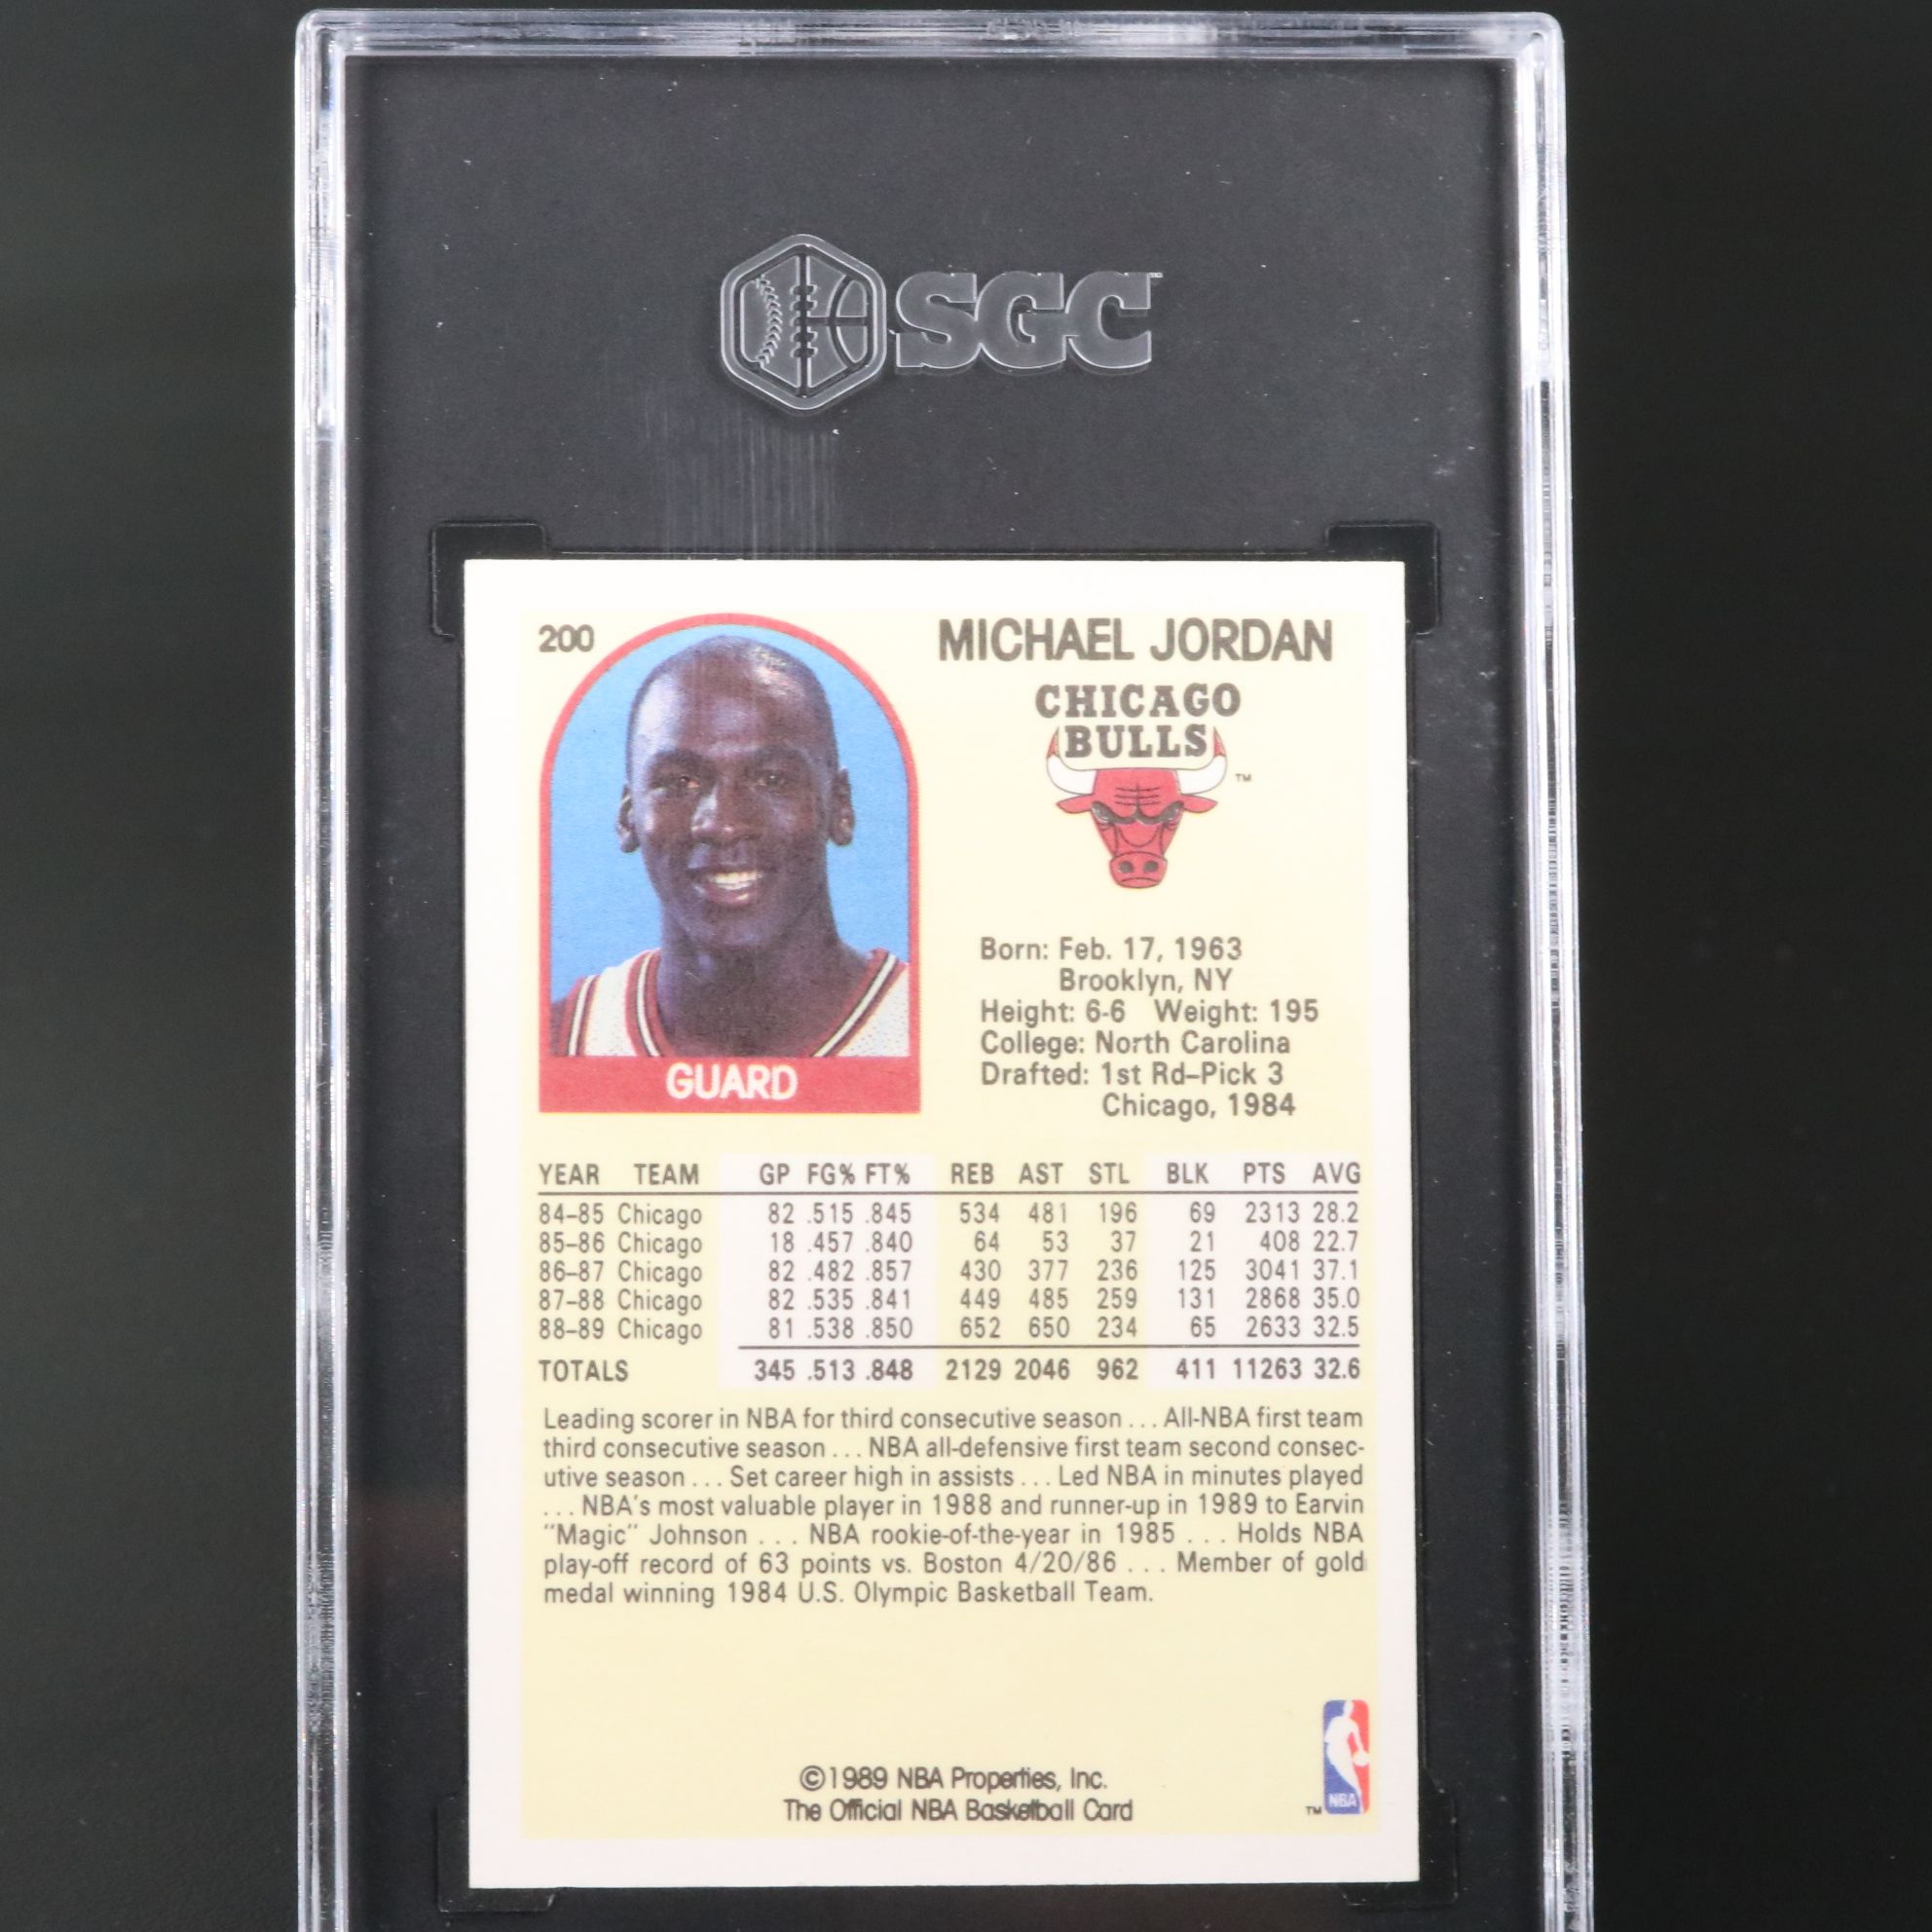 SGC
200
MICHAEL JORDAN
CHICAGO
BULLS
™
GUARD
Born: Feb. 17, 1963
Brooklyn, NY
Height: 6-6 Weight: 195
College: North Carolina
Drafted: 1st Rd–Pick 3
Chicago, 1984
YEAR TEAM GP FG% FT% REB AST STL BLK PTS AVG
84–85 Chicago 82 .515 .845 534 481 196 69 2313 28.2
85–86 Chicago 18 .457 .840 64 53 37 21 408 22.7
86–87 Chicago 82 .482 .857 430 377 236 125 3041 37.1
87–88 Chicago 82 .535 .841 449 485 259 131 2868 35.0
88–89 Chicago 81 .538 .850 652 650 234 65 2633 32.5
TOTALS 345 .513 .848 2129 2046 962 411 11263 32.6
Leading scorer in NBA for third consecutive season . . . All-NBA first team
third consecutive season . . . NBA all-defensive first team second consec-
utive season . . . Set career high in assists . . . Led NBA in minutes played
. . . NBA's most valuable player in 1988 and runner-up in 1989 to Earvin
"Magic" Johnson . . . NBA rookie-of-the-year in 1985 . . . Holds NBA
play-off record of 63 points vs. Boston 4/20/86 . . . Member of gold
medal winning 1984 U.S. Olympic Basketball Team.
©1989 NBA Properties, Inc.
The Official NBA Basketball Card
™ NBA